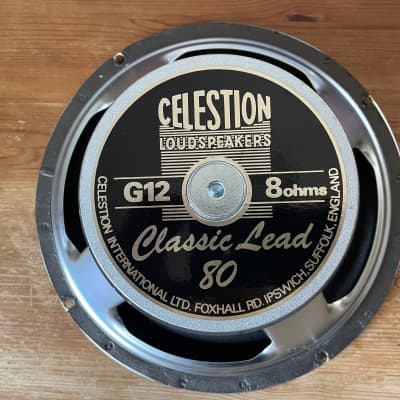 CELESTION
LOUDSPEAKERS
G12 8ohms
Classic Lead
80
CELESTION INTERNATIONAL LTD. FOXHALL RD. IPSWICH. SUFFOLK. ENGLAND